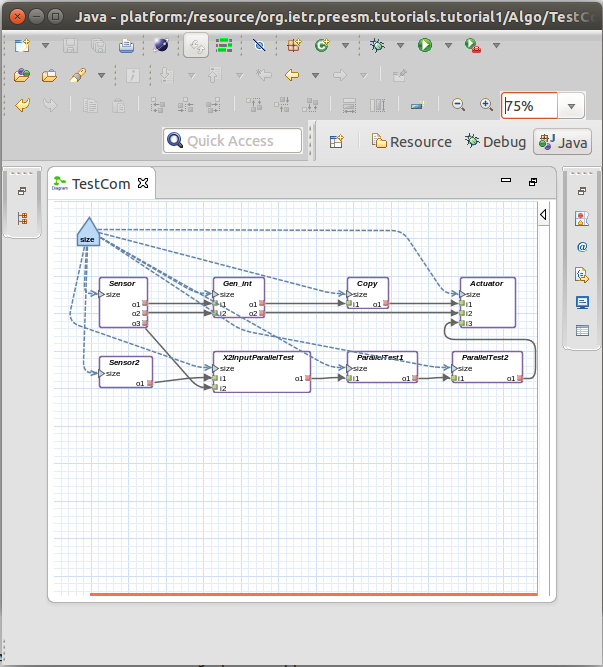 Java - platform:/resource/org.ietr.preesm.tutorials.tutorial1/Algo/TestCo
75%
Quick Access
Resource
Debug
Java
Diagram
TestCom
size
Sensor
size
o1
o2
o3
Gen_Int
size
i1
o1
i2
o2
Copy
size
i1
o1
Actuator
size
i1
i2
i3
Sensor2
size
o1
X2InputParallelTest
size
i1
o1
i2
ParallelTest1
size
i1
o1
ParallelTest2
size
i1
o1